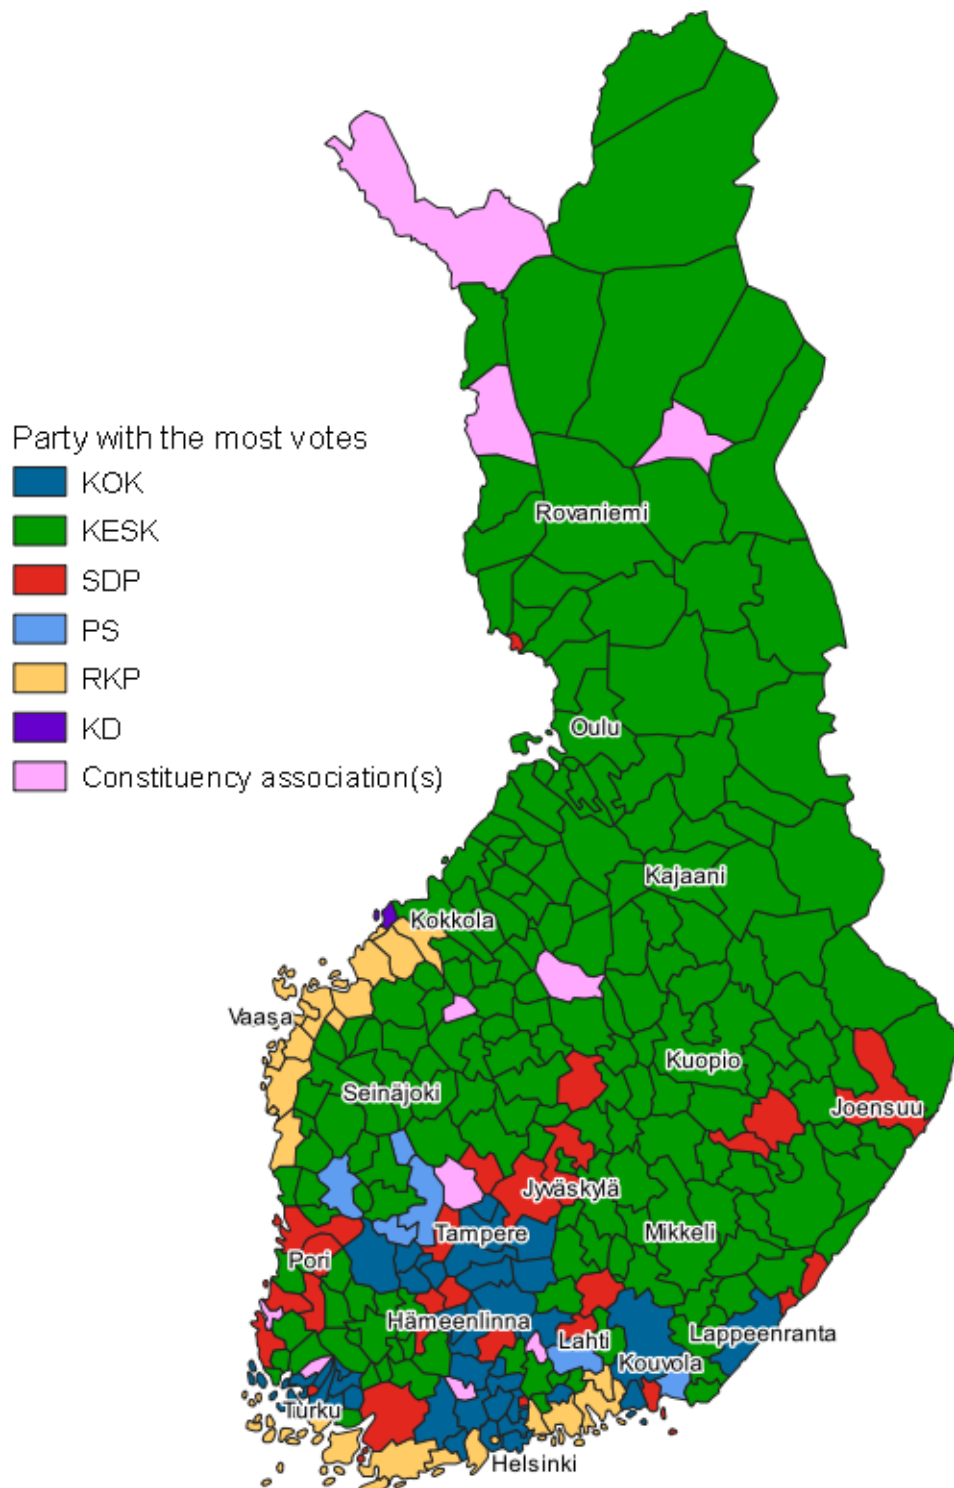 Party with the most votes
KOK
KESK
SDP
PS
RKP
KD
Constituency association(s)
Rovaniemi
Oulu
Kajaani
Kokkola
Vaasa
Kuopio
Seinäjoki
Joensuu
Jyväskylä
Tampere
Mikkeli
Pori
Hämeenlinna
Lahti
Lappeenranta
Kouvola
Turku
Helsinki